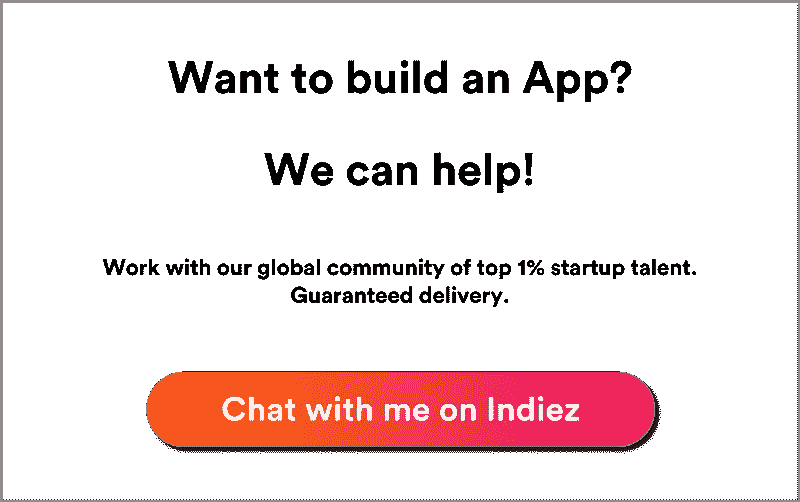 Want to build an App?
We can help!
Work with our global community of top 1% startup talent.
Guaranteed delivery.
Chat with me on Indiez